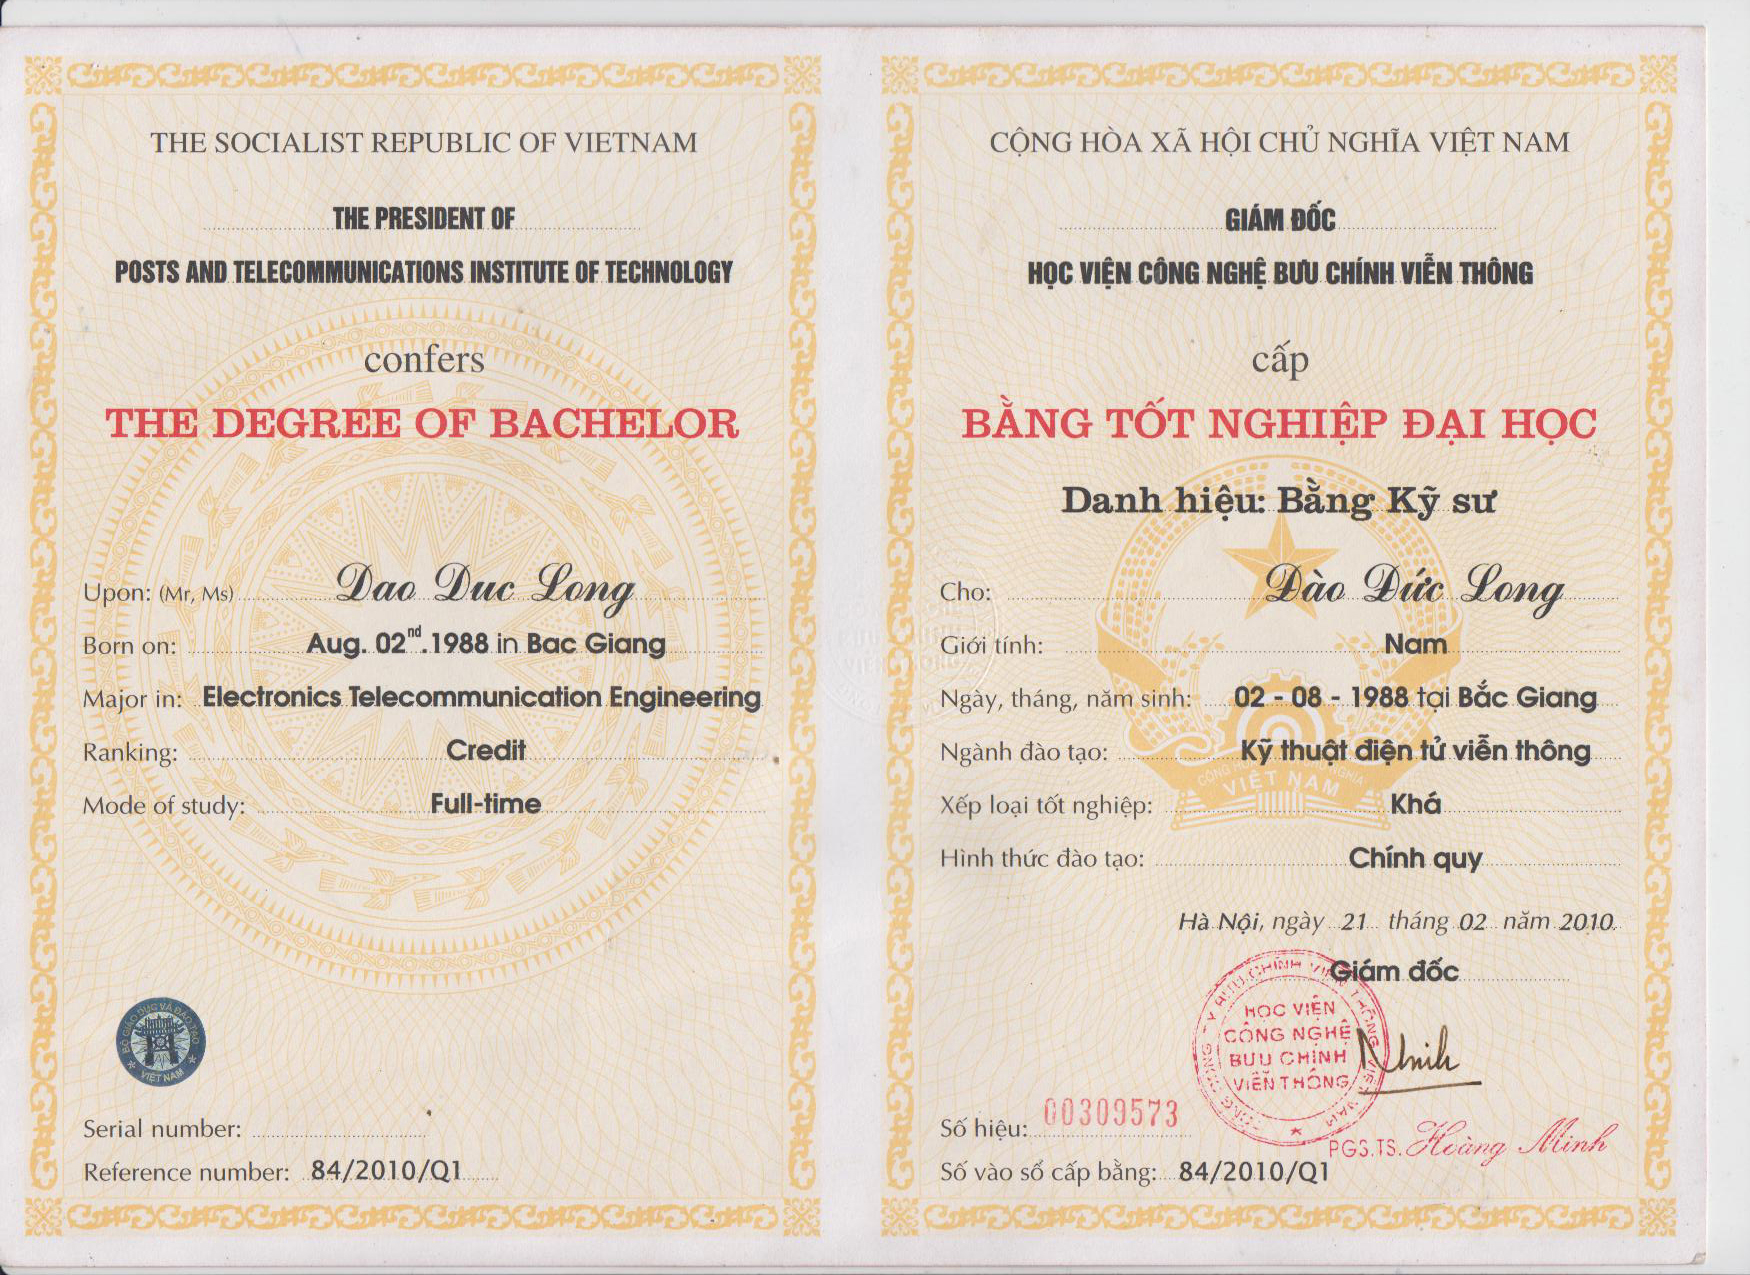 THE SOCIALIST REPUBLIC OF VIETNAM
THE PRESIDENT OF
POSTS AND TELECOMMUNICATIONS INSTITUTE OF TECHNOLOGY
confers
THE DEGREE OF BACHELOR
Upon: (Mr, Ms) Dao Duc Long
Born on: Aug. 02nd.1988 in Bac Giang
Major in: Electronics Telecommunication Engineering
Ranking: Credit
Mode of study: Full-time
BỘ GIÁO DỤC VÀ ĐÀO TẠO
VIỆT NAM
Serial number:
Reference number: 84/2010/Q1
CỘNG HÒA XÃ HỘI CHỦ NGHĨA VIỆT NAM
GIÁM ĐỐC
HỌC VIỆN CÔNG NGHỆ BƯU CHÍNH VIỄN THÔNG
cấp
BẰNG TỐT NGHIỆP ĐẠI HỌC
Danh hiệu: Bằng Kỹ sư
Cho: Đào Đức Long
Giới tính: Nam
Ngày, tháng, năm sinh: 02 - 08 - 1988 tại Bắc Giang
Ngành đào tạo: Kỹ thuật điện tử viễn thông
VIỆT NAM
Xếp loại tốt nghiệp: Khá
Hình thức đào tạo: Chính quy
Hà Nội, ngày 21 tháng 02 năm 2010
Giám đốc
HỌC VIỆN
CÔNG NGHỆ
BƯU CHÍNH
VIỄN THÔNG
Minh
Số hiệu: 00309573
PGS.TS. Hoàng Minh
Số vào sổ cấp bằng: 84/2010/Q1